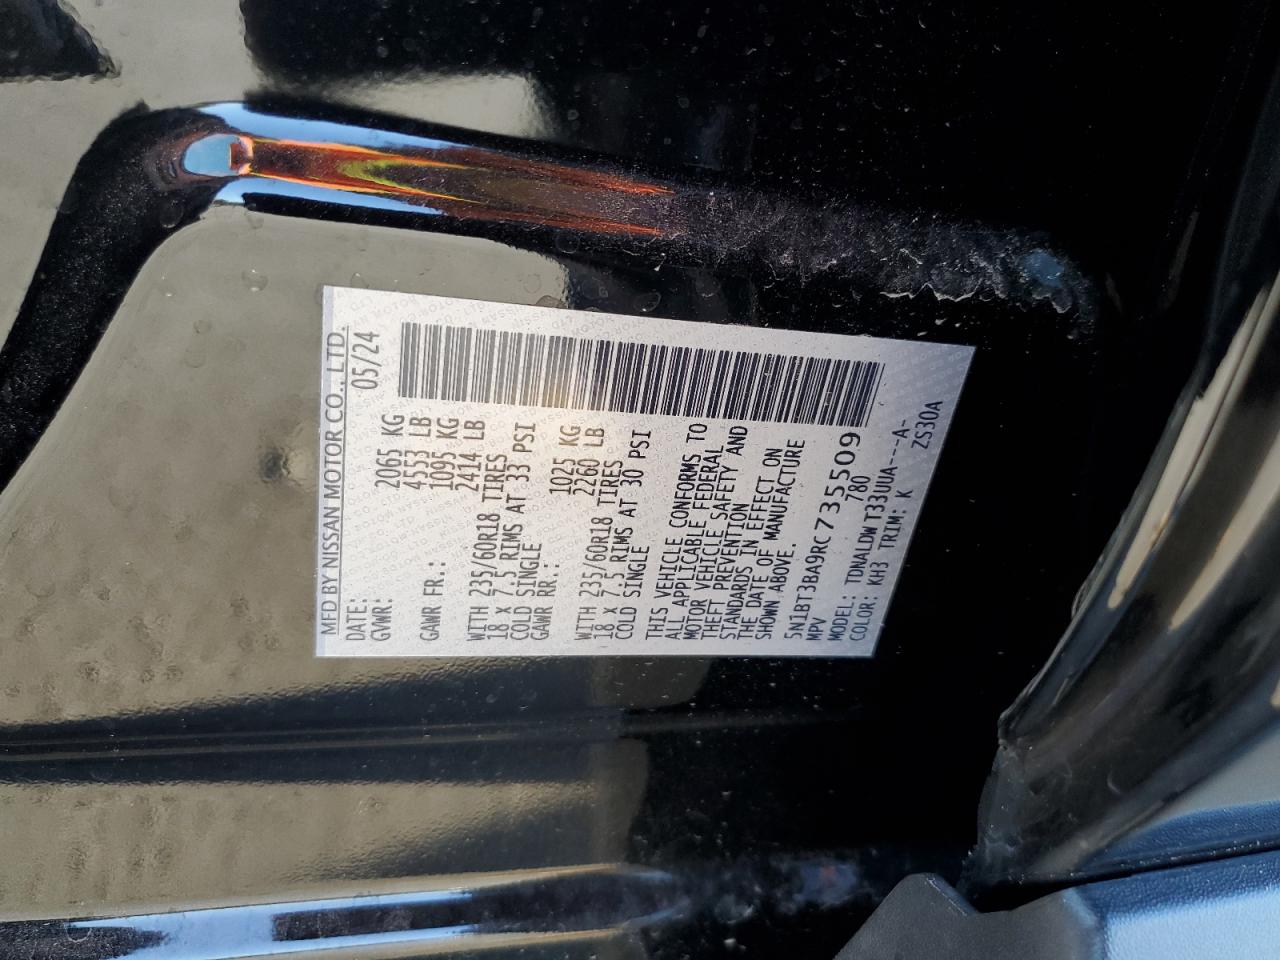 MFD BY NISSAN MOTOR CO., LTD.
DATE: 05/24
GVWR: 2065 KG
4553 LB
GAWR FR.: 1095 KG
2414 LB
WITH 235/60R18 TIRES
18 X 7.5 RIMS AT 33 PSI
COLD SINGLE
GAWR RR.: 1025 KG
2260 LB
WITH 235/60R18 TIRES
18 X 7.5 RIMS AT 30 PSI
COLD SINGLE
THIS VEHICLE CONFORMS TO
ALL APPLICABLE FEDERAL
MOTOR VEHICLE SAFETY AND
THEFT PREVENTION
STANDARDS IN EFFECT ON
THE DATE OF MANUFACTURE
SHOWN ABOVE.
5N1BT3BA9RC735509
MPV 780
MODEL: TDNALDWT33UUA---A-
COLOR: KH3 TRIM: K ZS30A